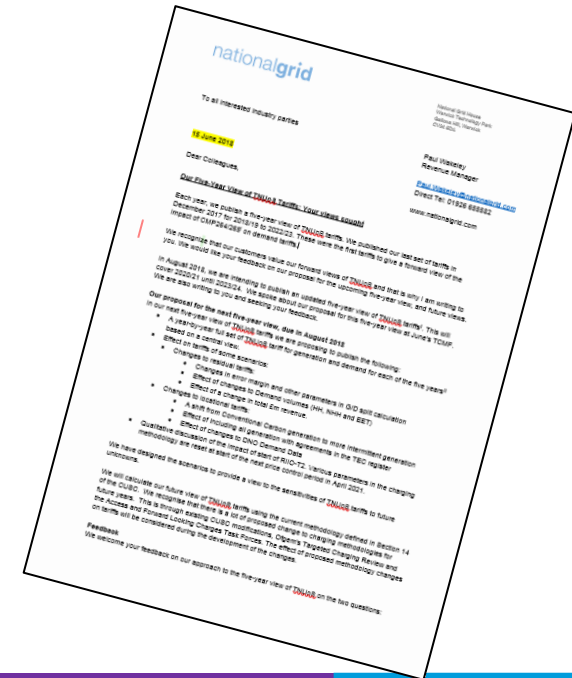 nationalgrid
National Grid House
Warwick Technology Park
Gallows Hill, Warwick
CV34 6DA
To all interested industry parties
15 June 2018
Paul Wakeley
Revenue Manager
Dear Colleagues,
Paul.Wakeley@nationalgrid.com
Direct Tel: 01926 655582
Our Five-Year View of TNUoS Tariffs: Your views sought
www.nationalgrid.com
Each year, we publish a five-year view of TNUoS tariffs. We published our last set of tariffs in
December 2017 for 2018/19 to 2022/23. These were the first tariffs to give a forward view of the
impact of CMP264/265 on demand tariffs.
We recognize that our customers value our forward views of TNUoS and that is why I am writing to
you. We would like your feedback on our proposal for the upcoming five-year view, and future views.
In August 2018, we are intending to publish an updated five-year view of TNUoS tariffs. This will
cover 2020/21 until 2023/24. We spoke about our proposal for this five-year view at June's TCMF.
We are also writing to you and seeking your feedback.
Our proposal for the next five-year view, due in August 2018
In our next five-year view of TNUoS tariffs we are proposing to publish the following:
• A year-by-year full set of TNUoS tariff for generation and demand for each of the five years
based on a central view;
• Effect on tariffs of some scenarios:
• Changes to residual tariffs:
• Changes in error margin and other parameters in G/D split calculation
• Effect of changes to Demand volumes (HH, NHH and EET)
• Effect of a change in total £m revenue.
• Changes to locational tariffs:
• A shift from Conventional Carbon generation to more intermittent generation
• Effect of including all generation with agreements in the TEC register
• Effect of changes to DNO Demand Data
• Qualitative discussion of the impact of start of RIIO-T2. Various parameters in the charging
methodology are reset at start of the next price control period in April 2021.
We have designed the scenarios to provide a view to the sensitivities of TNUoS tariffs to future
unknowns.
We will calculate our future view of TNUoS tariffs using the current methodology defined in Section 14
of the CUSC. We recognise that there is a lot of proposed change to charging methodologies for
future years. This is through existing CUSC modifications, Ofgem's Targeted Charging Review and
the Access and Forward Looking Charges Task Forces. The effect of proposed methodology changes
on tariffs will be considered during the development of the changes.
Feedback
We welcome your feedback on our approach to the five-year view of TNUoS on the two questions: